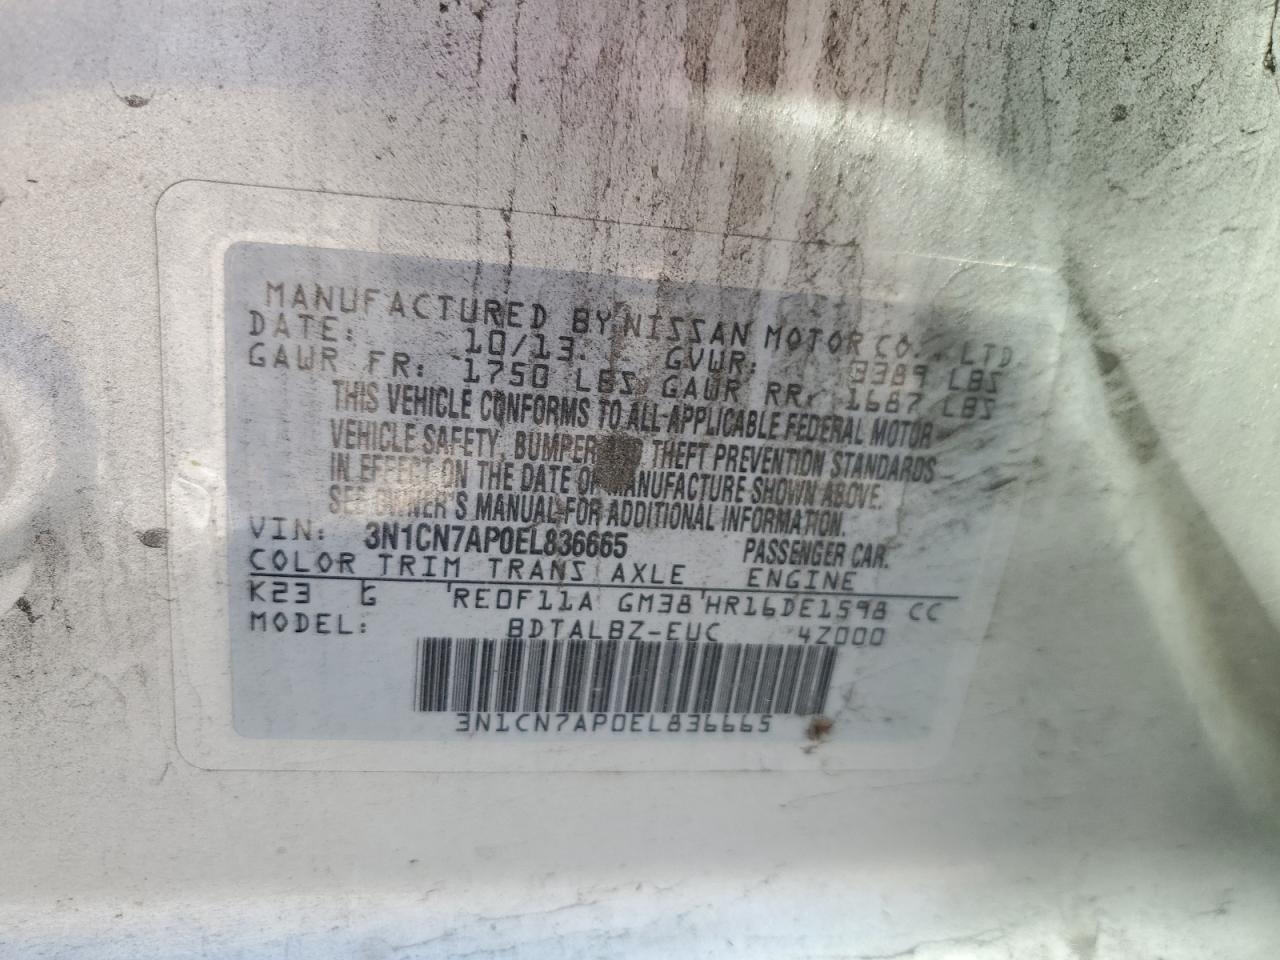 MANUFACTURED BY NISSAN MOTOR CO., LTD.
DATE: 10/13 GVWR: 3389 LBS
GAWR FR: 1750 LBS GAWR RR: 1687 LBS
THIS VEHICLE CONFORMS TO ALL APPLICABLE FEDERAL MOTOR
VEHICLE SAFETY, BUMPER THEFT PREVENTION STANDARDS
IN EFFECT ON THE DATE OF MANUFACTURE SHOWN ABOVE.
SEE OWNER'S MANUAL FOR ADDITIONAL INFORMATION.
VIN: 3N1CN7AP0EL836665 PASSENGER CAR.
COLOR TRIM TRANS AXLE ENGINE
K23 G RE0F11A GM38 HR16DE1598 CC
MODEL: BDTALBZ-EUC 4Z000
3N1CN7AP0EL836665